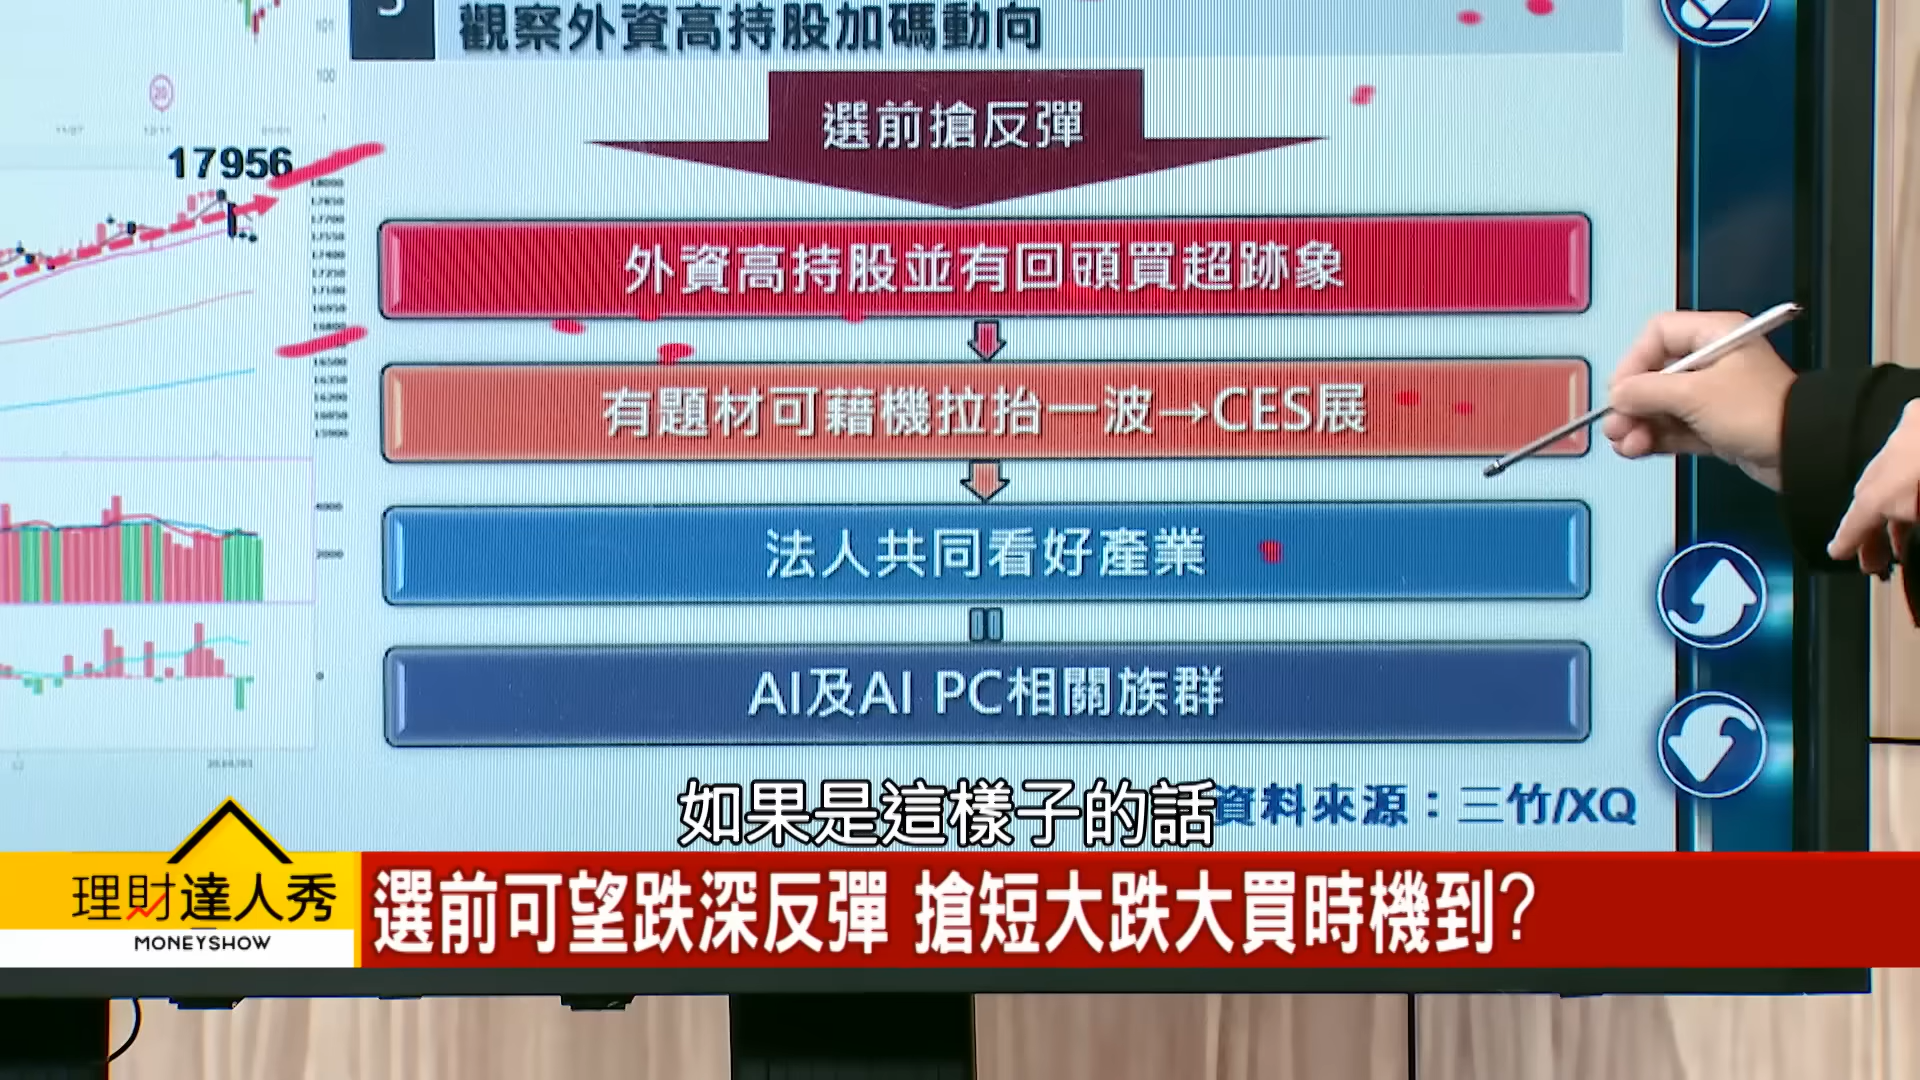 觀察外資高持股加碼動向
選前搶反彈
17956
外資高持股並有回頭買超跡象
有題材可藉機拉抬一波→CES展
法人共同看好產業
AI及AI PC相關族群
如果是這樣子的話
資料來源：三竹/XQ
理財達人秀
MONEYSHOW
選前可望跌深反彈 搶短大跌大買時機到?